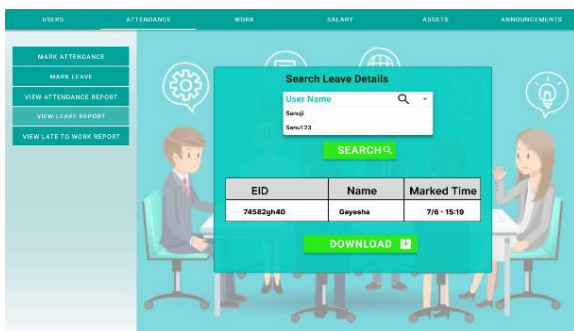 USERS ATTENDANCE WORK SALARY ASSETS ANNOUNCEMENTS
MARK ATTENDANCE
MARK LEAVE
VIEW ATTENDANCE REPORT
VIEW LEAVE REPORT
VIEW LATE TO WORK REPORT
Search Leave Details
User Name
Sanuji
Sanu123
SEARCH
EID Name Marked Time
74582gh40 Gayesha 7/6 - 15:19
DOWNLOAD